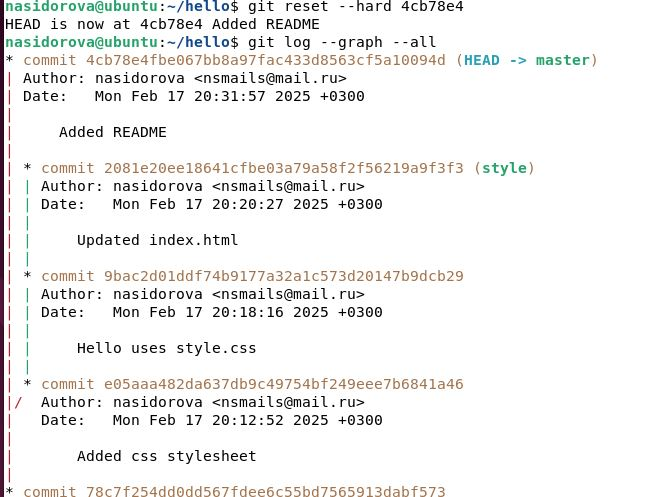 nasidorova@ubuntu:~/hello$ git reset --hard 4cb78e4
HEAD is now at 4cb78e4 Added README
nasidorova@ubuntu:~/hello$ git log --graph --all
* commit 4cb78e4fbe067bb8a97fac433d8563cf5a10094d (HEAD -> master)
| Author: nasidorova <nsmails@mail.ru>
| Date:   Mon Feb 17 20:31:57 2025 +0300
|
|     Added README
|
| * commit 2081e20ee18641cfbe03a79a58f2f56219a9f3f3 (style)
| | Author: nasidorova <nsmails@mail.ru>
| | Date:   Mon Feb 17 20:20:27 2025 +0300
| |
| |     Updated index.html
| |
| * commit 9bac2d01ddf74b9177a32a1c573d20147b9dcb29
| | Author: nasidorova <nsmails@mail.ru>
| | Date:   Mon Feb 17 20:18:16 2025 +0300
| |
| |     Hello uses style.css
| |
| * commit e05aaa482da637db9c49754bf249eee7b6841a46
|/  Author: nasidorova <nsmails@mail.ru>
|   Date:   Mon Feb 17 20:12:52 2025 +0300
|
|       Added css stylesheet
|
* commit 78c7f254dd0dd567fdee6c55bd7565913dabf573